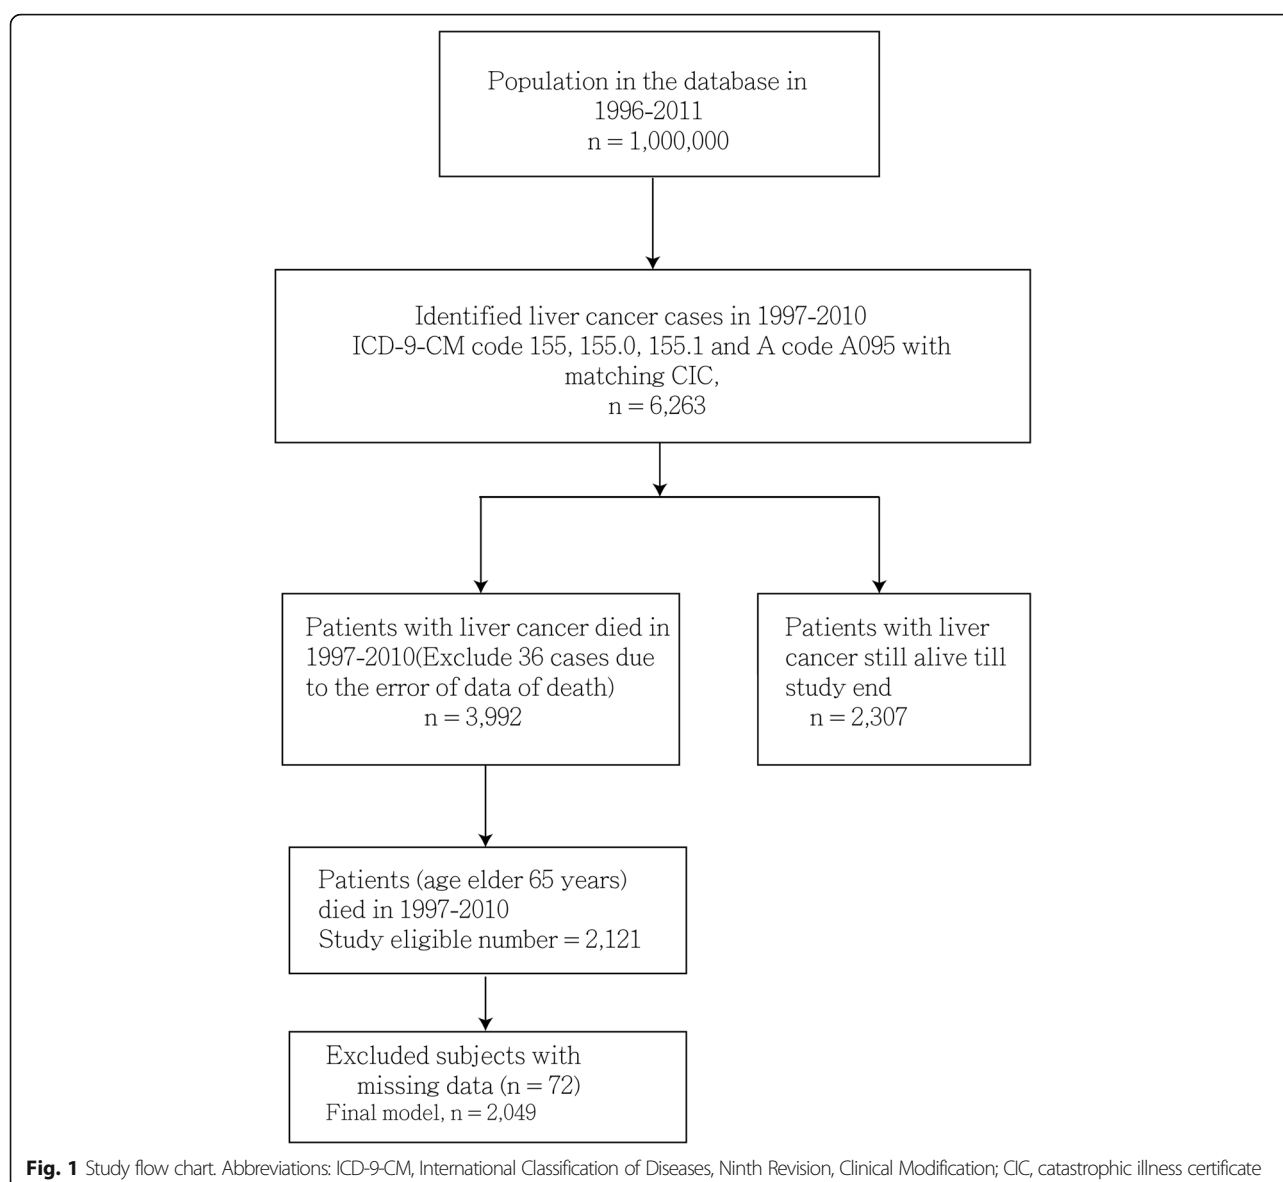 Population in the database in
1996-2011
n = 1,000,000
Identified liver cancer cases in 1997-2010
ICD-9-CM code 155, 155.0, 155.1 and A code A095 with
matching CIC,
n = 6,263
Patients with liver cancer died in
1997-2010(Exclude 36 cases due
to the error of data of death)
n = 3,992
Patients with liver
cancer still alive till
study end
n = 2,307
Patients (age elder 65 years)
died in 1997-2010
Study eligible number = 2,121
Excluded subjects with
missing data (n = 72)
Final model, n = 2,049
Fig. 1 Study flow chart. Abbreviations: ICD-9-CM, International Classification of Diseases, Ninth Revision, Clinical Modification; CIC, catastrophic illness certificate